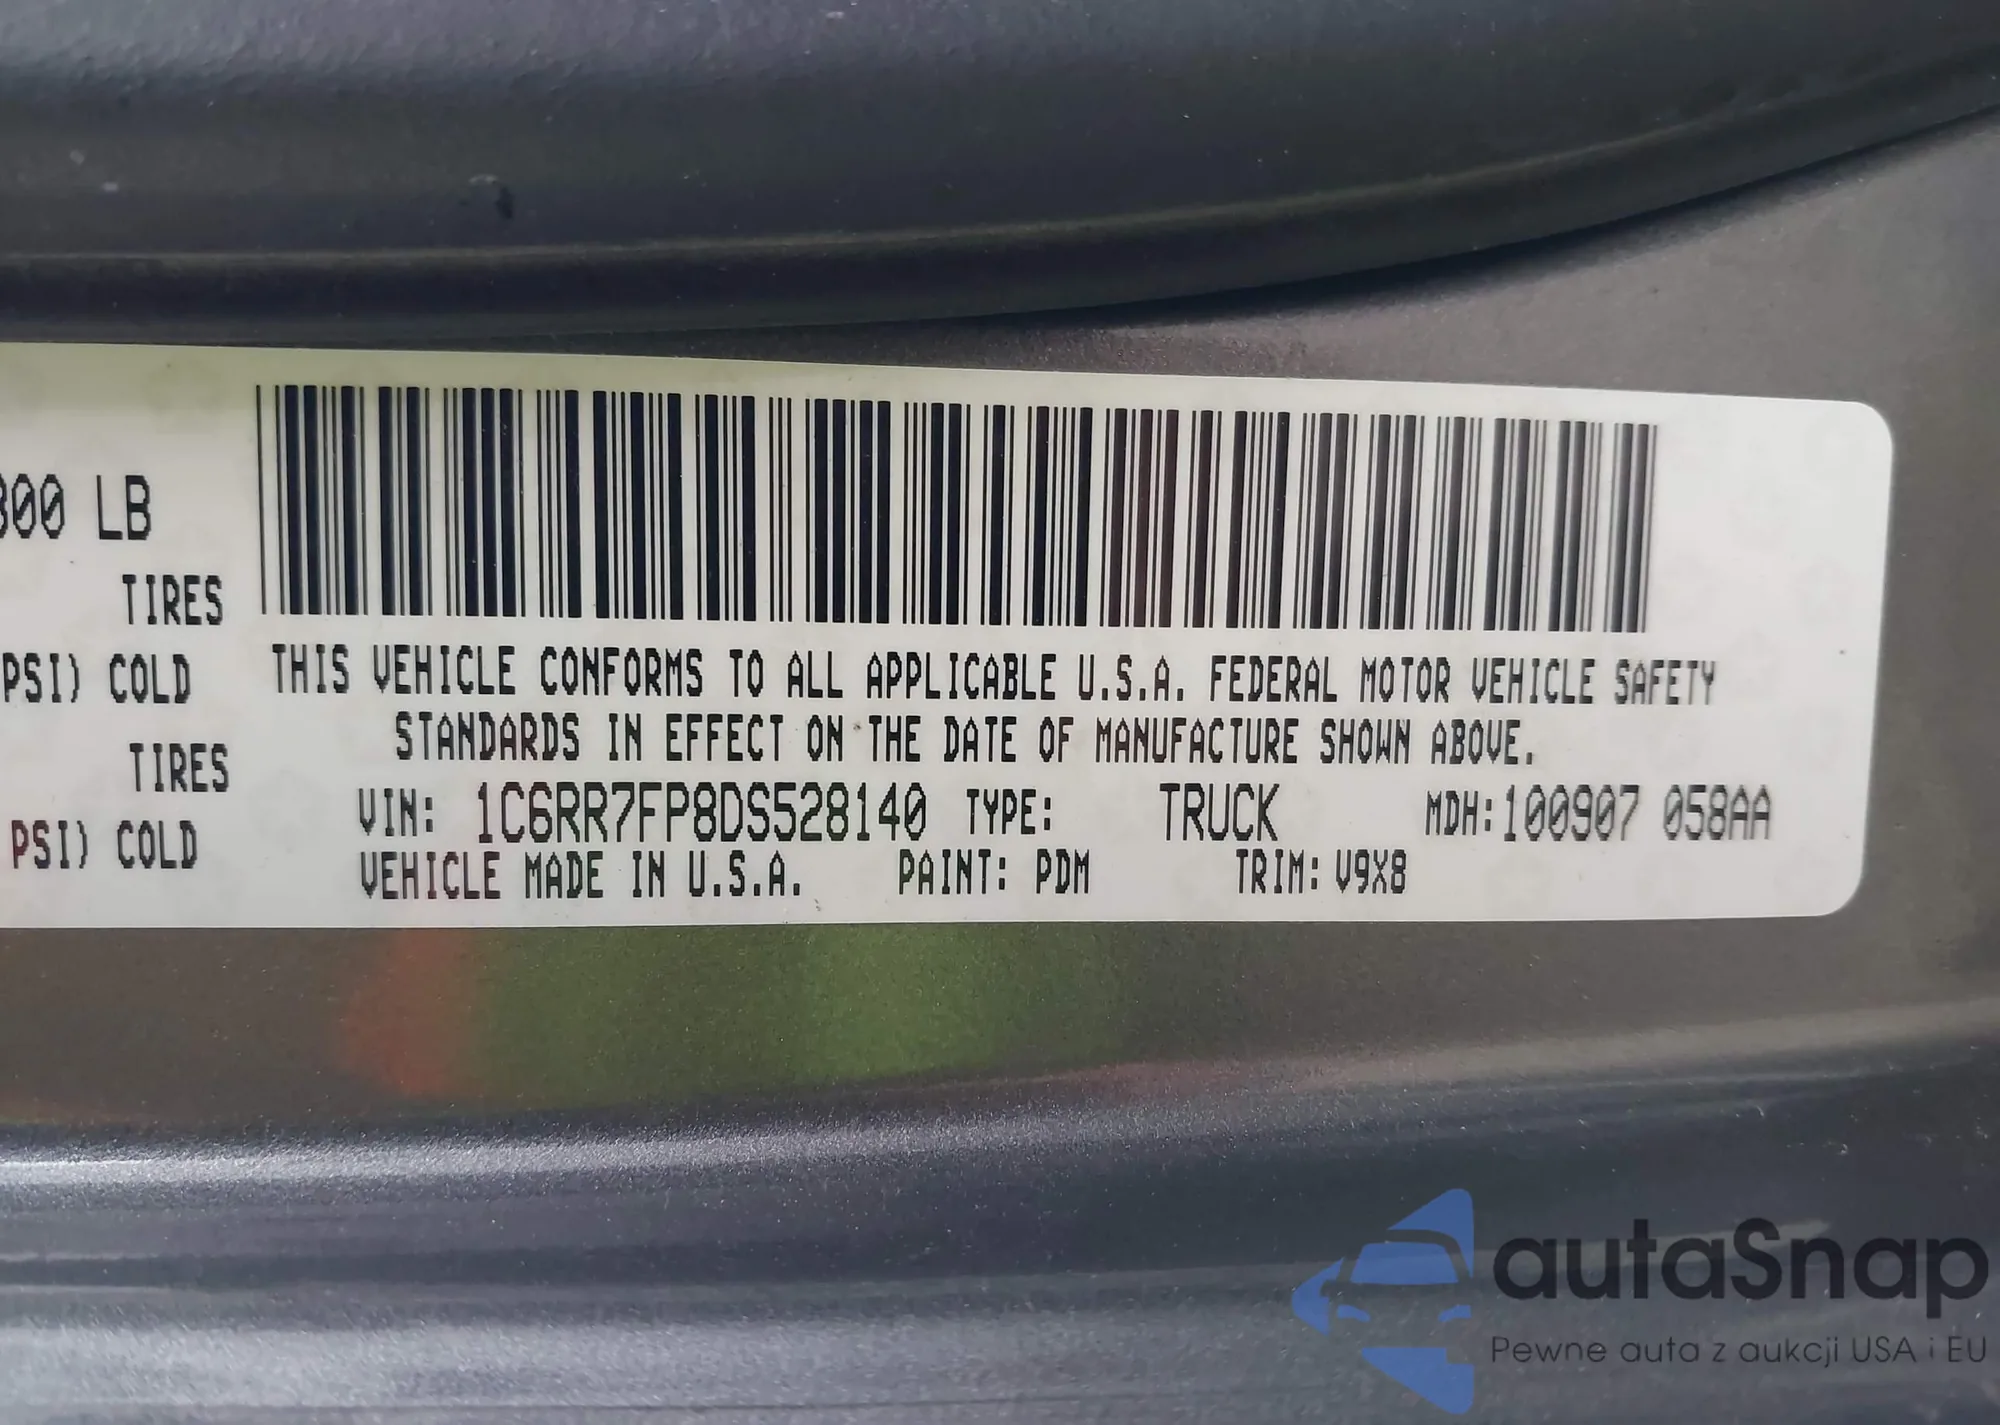 300 LB
TIRES
PSI) COLD
TIRES
PSI) COLD
THIS VEHICLE CONFORMS TO ALL APPLICABLE U.S.A. FEDERAL MOTOR VEHICLE SAFETY
STANDARDS IN EFFECT ON THE DATE OF MANUFACTURE SHOWN ABOVE.
VIN: 1C6RR7FP8DS528140 TYPE: TRUCK MDH:100907 058AA
VEHICLE MADE IN U.S.A. PAINT: PDM TRIM: V9X8
autaSnap
Pewne auta z aukcji USA i EU